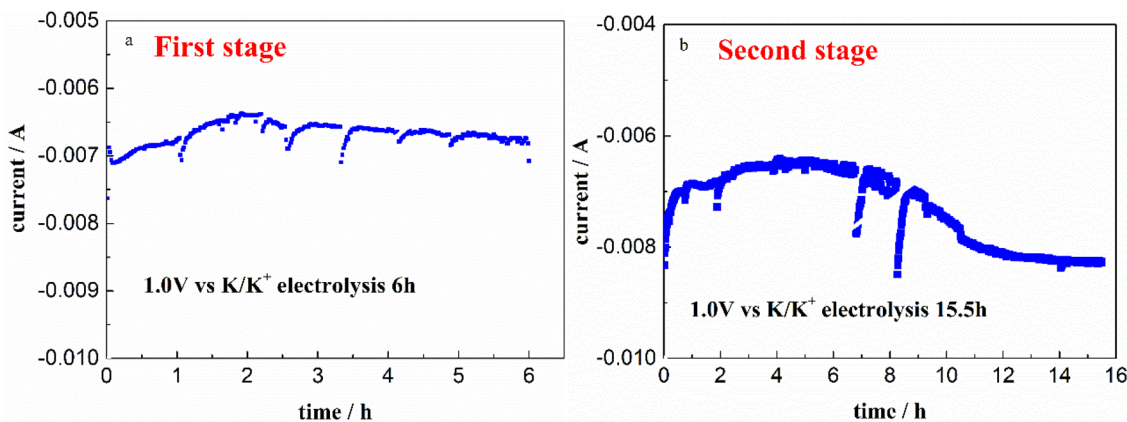 a
First stage
-0.005
-0.006
-0.007
-0.008
-0.009
-0.010
current / A
1.0V vs K/K⁺ electrolysis 6h
0 1 2 3 4 5 6
time / h
b
Second stage
-0.004
-0.006
-0.008
-0.010
current / A
1.0V vs K/K⁺ electrolysis 15.5h
0 2 4 6 8 10 12 14 16
time / h